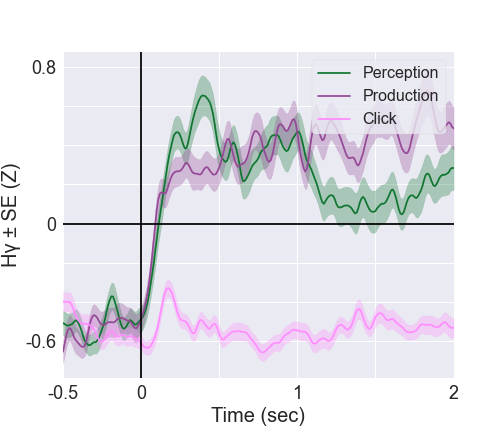 0.8
Perception
Production
Click
Hγ ± SE (Z)
0
-0.6
-0.5
0
1
2
Time (sec)